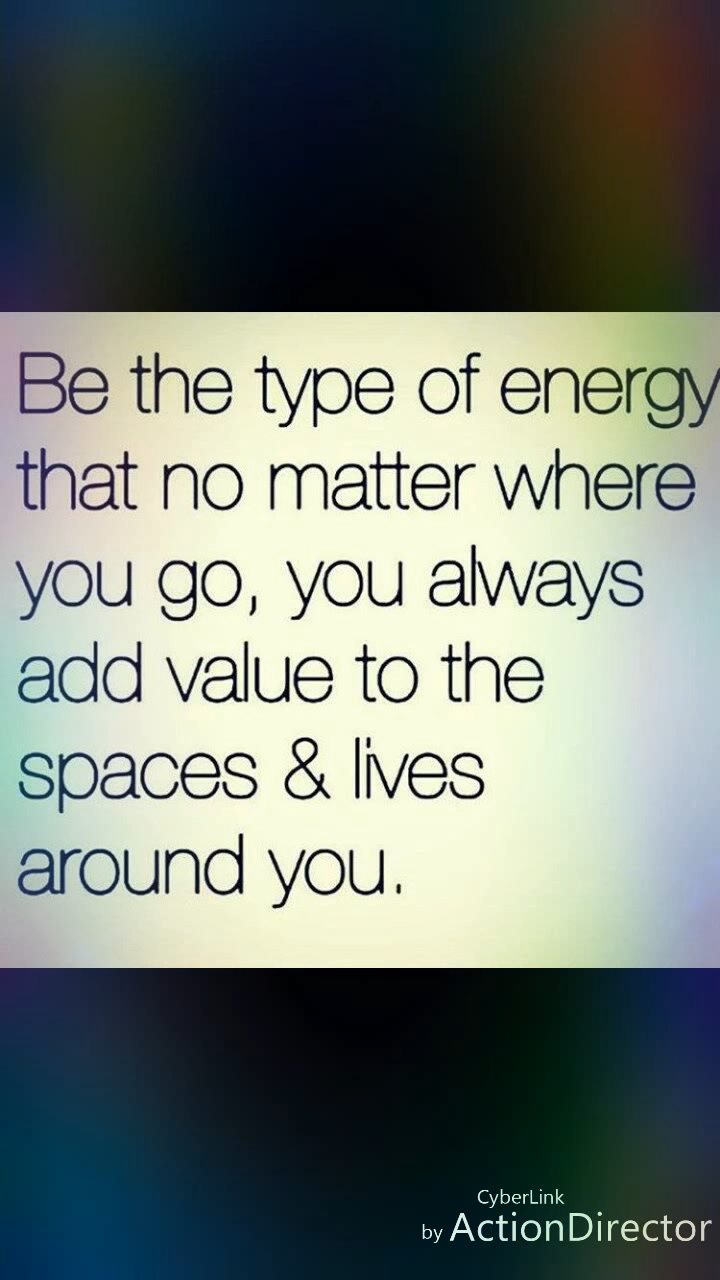 Be the type of energy
that no matter where
you go, you always
add value to the
spaces & lives
around you.
CyberLink
by ActionDirector